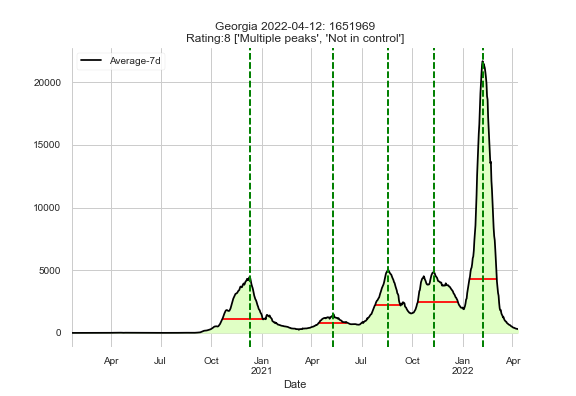 Georgia 2022-04-12: 1651969
Rating:8 ['Multiple peaks', 'Not in control']
Average-7d
20000
15000
10000
5000
0
Apr Jul Oct Jan Apr Jul Oct Jan Apr
2021 2022
Date